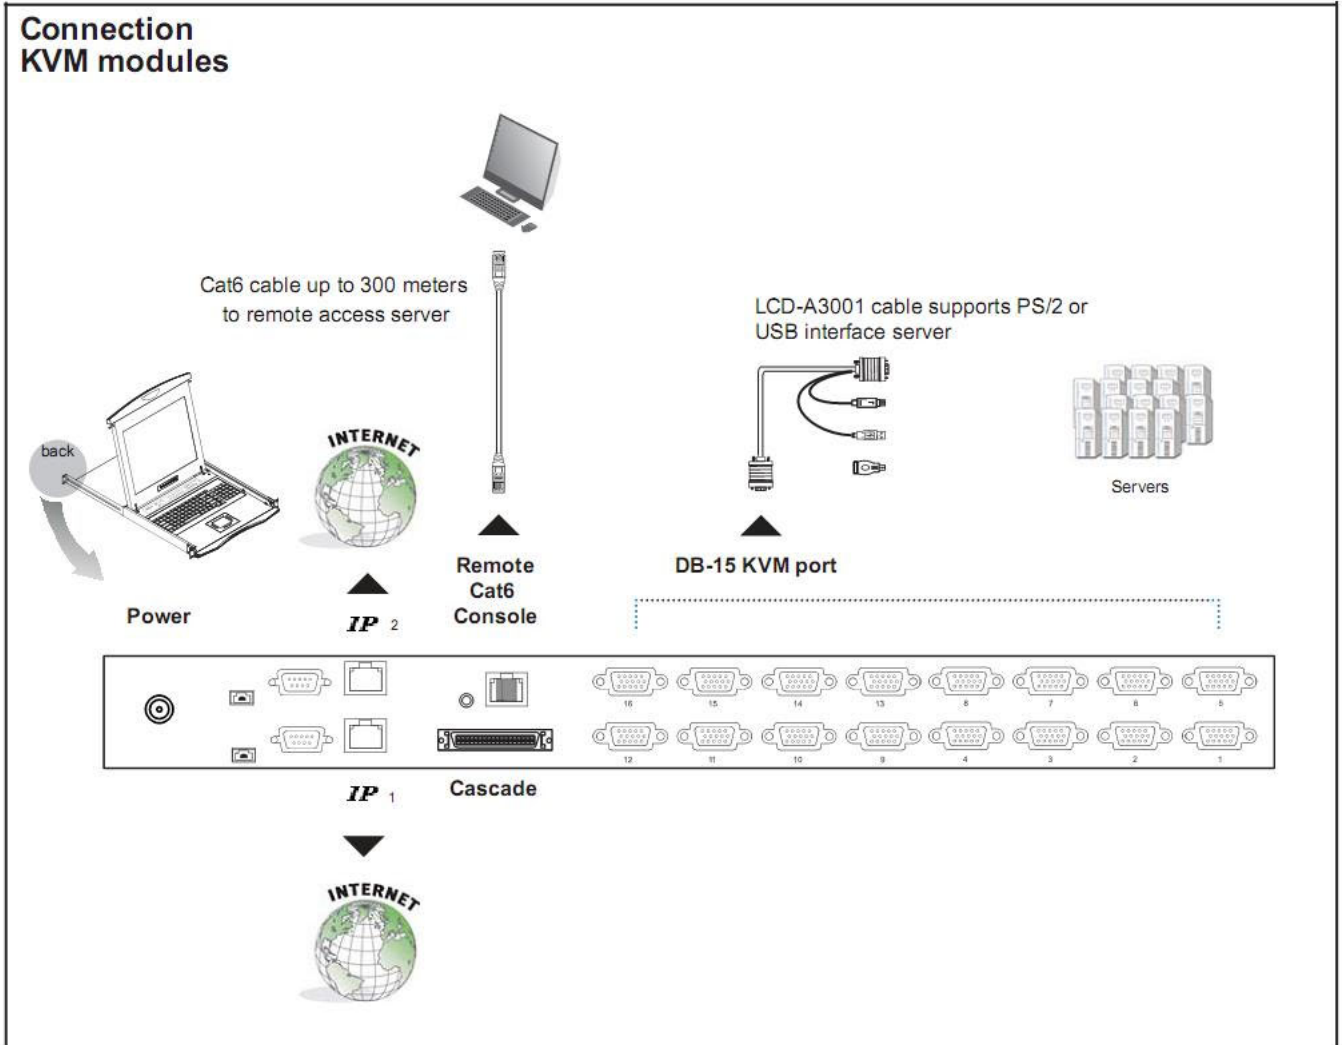 Connection
KVM modules
Cat6 cable up to 300 meters
to remote access server
LCD-A3001 cable supports PS/2 or
USB interface server
back
INTERNET
Servers
Remote
Cat6
Console
DB-15 KVM port
Power
IP 2
16 15 14 13 8 7 6 5
12 11 10 9 4 3 2 1
IP 1
Cascade
INTERNET